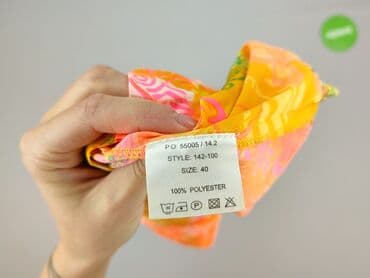 P.O 55005 / 14.2
STYLE: 142-100
SIZE: 40
100% POLYESTER